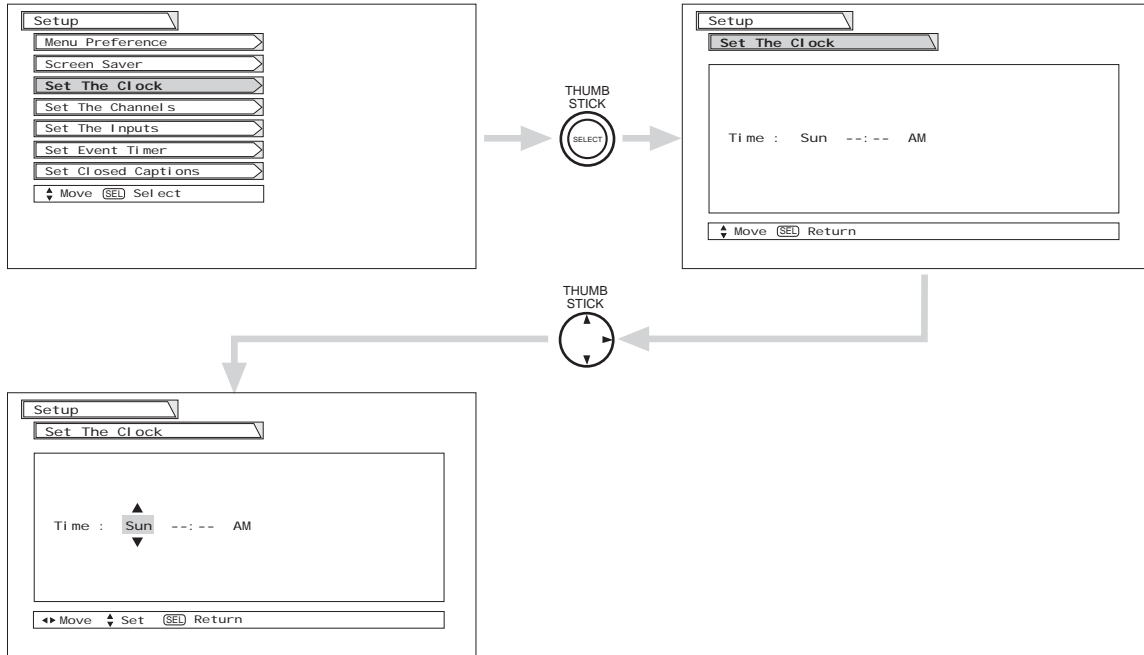 Setup
Menu Preference
Screen Saver
Set The Clock
Set The Channels
Set The Inputs
Set Event Timer
Set Closed Captions
Move SEL Select
THUMB
STICK
SELECT
Setup
Set The Clock
Time : Sun --:-- AM
Move SEL Return
THUMB
STICK
Setup
Set The Clock
Time : Sun --:-- AM
Move Set SEL Return